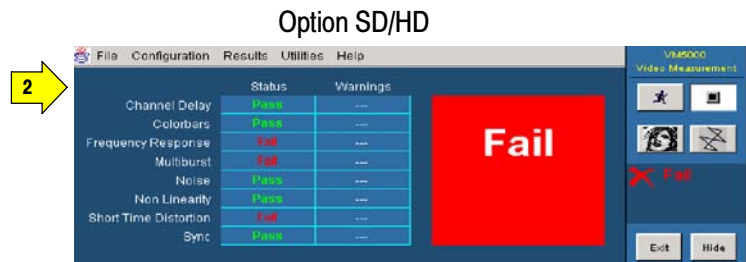 Option SD/HD
2
File Configuration Results Utilities Help
VM5000
Video Measurement
Status Warnings
Channel Delay Pass ---
Colorbars Pass ---
Frequency Response Fail ---
Multiburst Fail ---
Noise Pass ---
Non Linearity Pass ---
Short Time Distortion Fail ---
Sync Pass ---
Fail
Fail
Exit Hide